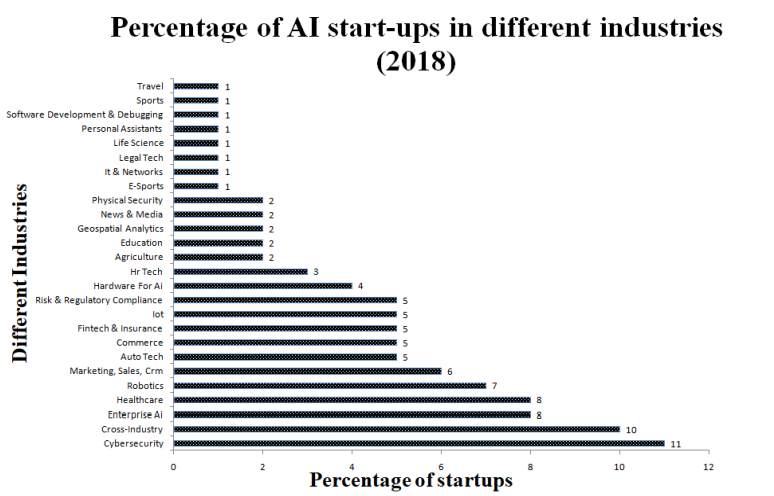 Percentage of AI start-ups in different industries
(2018)
Different Industries
Travel 1
Sports 1
Software Development & Debugging 1
Personal Assistants 1
Life Science 1
Legal Tech 1
It & Networks 1
E-Sports 1
Physical Security 2
News & Media 2
Geospatial Analytics 2
Education 2
Agriculture 2
Hr Tech 3
Hardware For Ai 4
Risk & Regulatory Compliance 5
Iot 5
Fintech & Insurance 5
Commerce 5
Auto Tech 5
Marketing, Sales, Crm 6
Robotics 7
Healthcare 8
Enterprise Ai 8
Cross-Industry 10
Cybersecurity 11
0 2 4 6 8 10 12
Percentage of startups